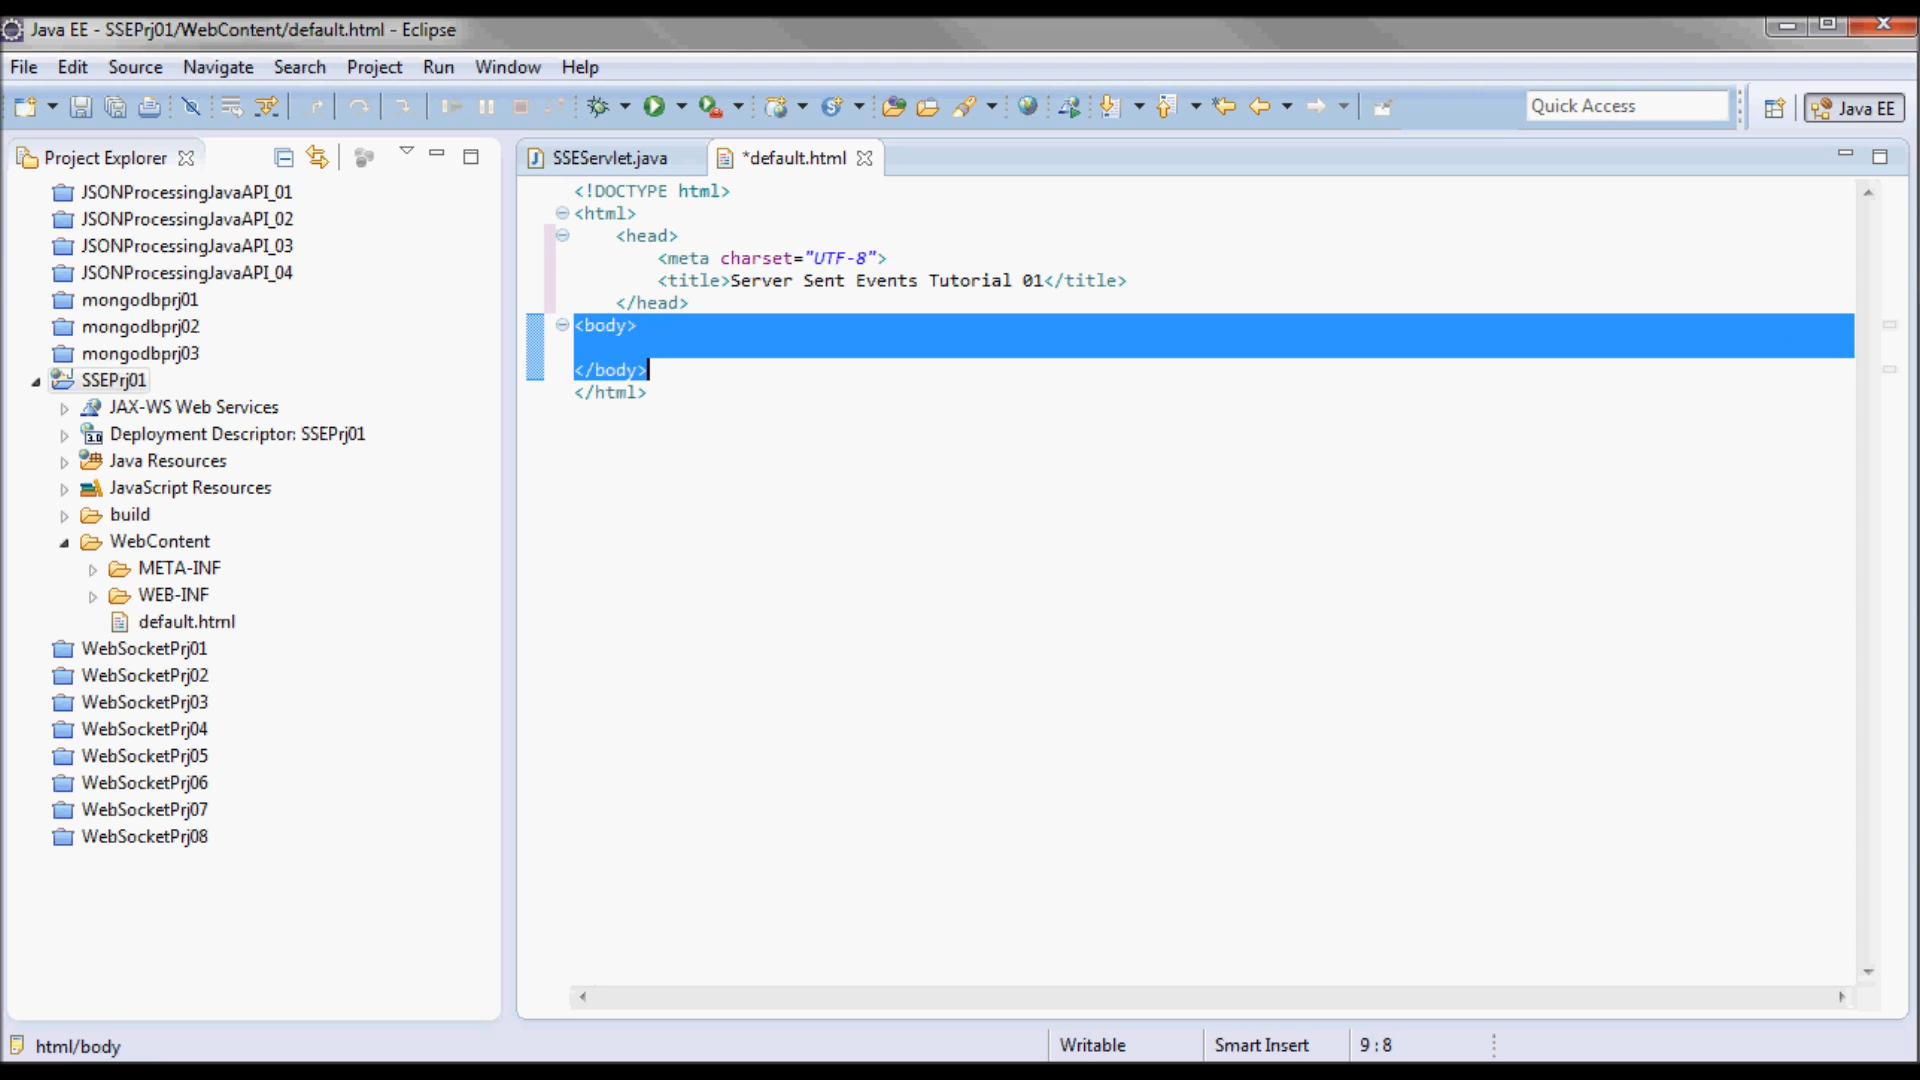 Java EE - SSEPrj01/WebContent/default.html - Eclipse
File Edit Source Navigate Search Project Run Window Help
Quick Access
Java EE
Project Explorer
JSONProcessingJavaAPI_01
JSONProcessingJavaAPI_02
JSONProcessingJavaAPI_03
JSONProcessingJavaAPI_04
mongodbprj01
mongodbprj02
mongodbprj03
SSEPrj01
JAX-WS Web Services
Deployment Descriptor: SSEPrj01
Java Resources
JavaScript Resources
build
WebContent
META-INF
WEB-INF
default.html
WebSocketPrj01
WebSocketPrj02
WebSocketPrj03
WebSocketPrj04
WebSocketPrj05
WebSocketPrj06
WebSocketPrj07
WebSocketPrj08
SSEServlet.java
*default.html
<!DOCTYPE html>
<html>
<head>
<meta charset="UTF-8">
<title>Server Sent Events Tutorial 01</title>
</head>
<body>
</body>
</html>
html/body
Writable
Smart Insert
9 : 8